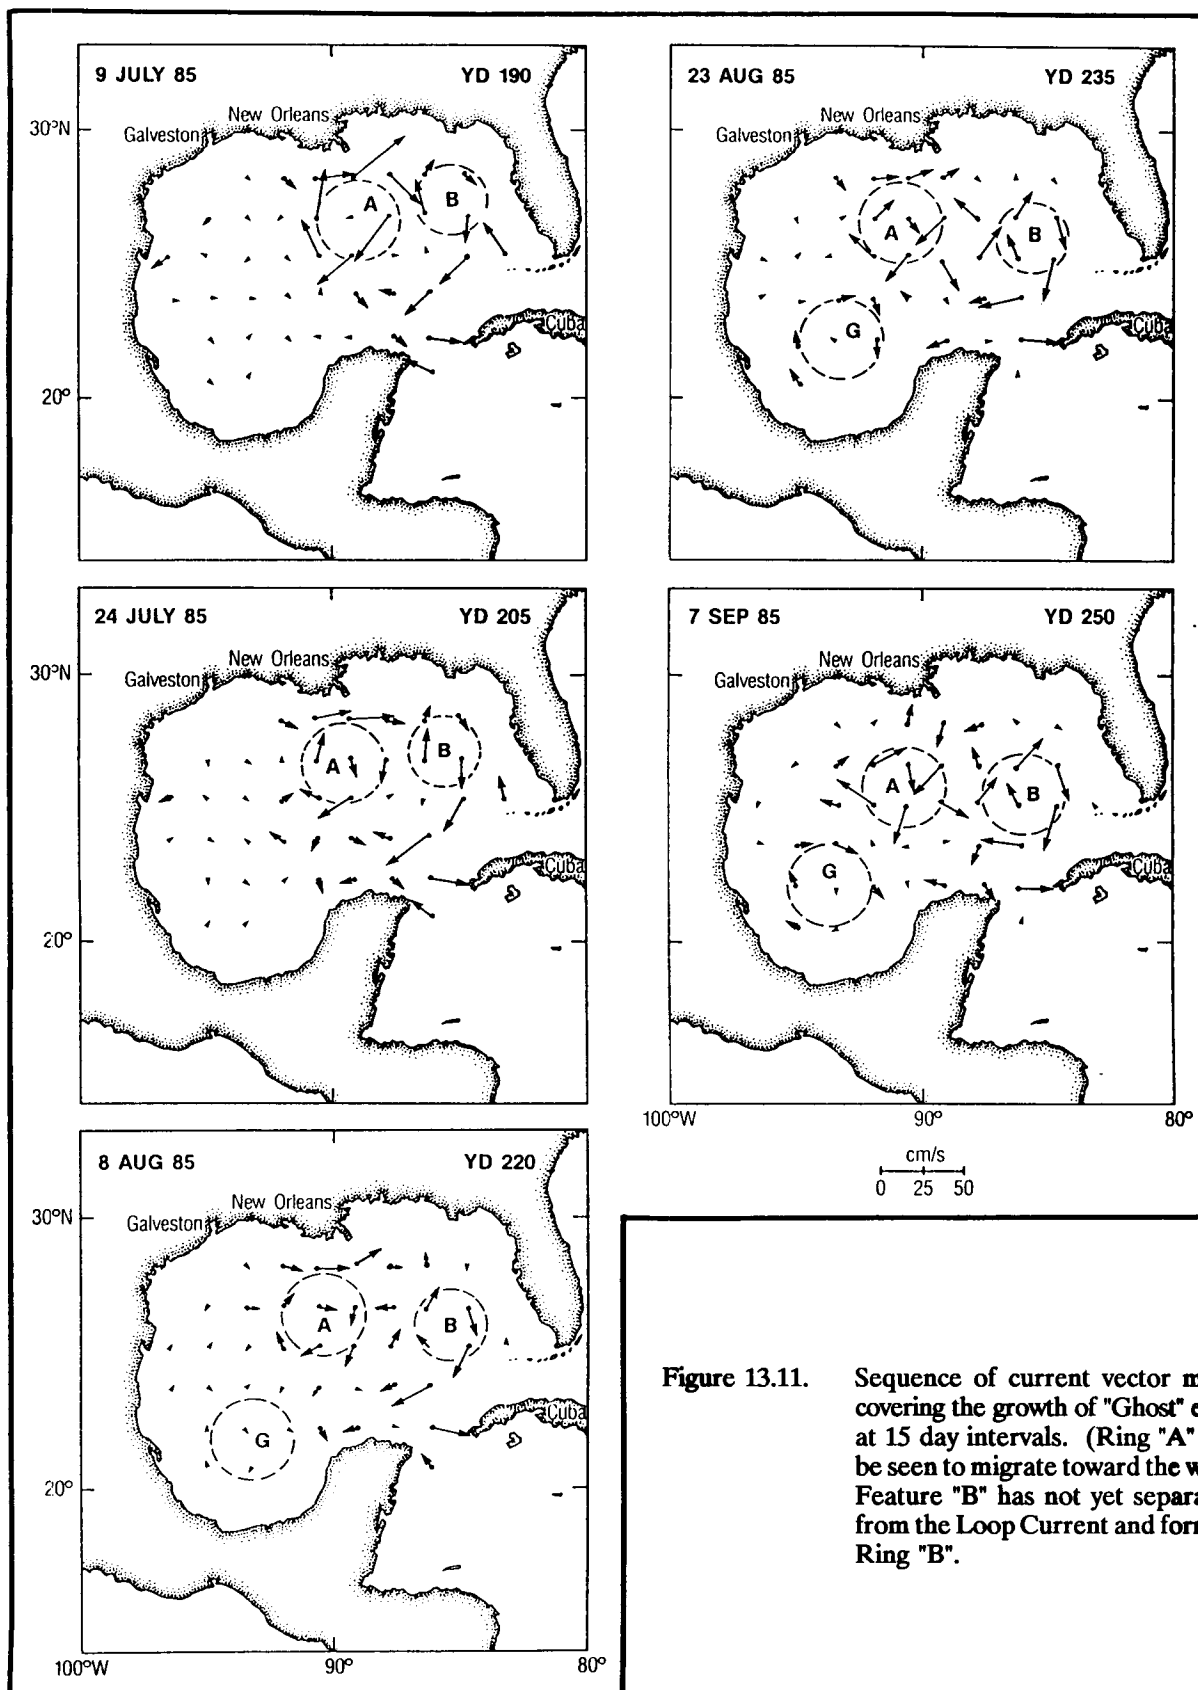 9 JULY 85 YD 190
New Orleans
30°N
Galveston
A
B
Cuba
20°
23 AUG 85 YD 235
New Orleans
Galveston
A
B
G
Cuba
24 JULY 85 YD 205
New Orleans
30°N
Galveston
A
B
Cuba
20°
7 SEP 85 YD 250
New Orleans
Galveston
A
B
G
Cuba
100°W 90° 80°
cm/s
0 25 50
8 AUG 85 YD 220
New Orleans
30°N
Galveston
A
B
G
Cuba
20°
100°W 90° 80°
Figure 13.11. Sequence of current vector m
covering the growth of "Ghost" e
at 15 day intervals. (Ring "A"
be seen to migrate toward the w
Feature "B" has not yet separa
from the Loop Current and form
Ring "B".